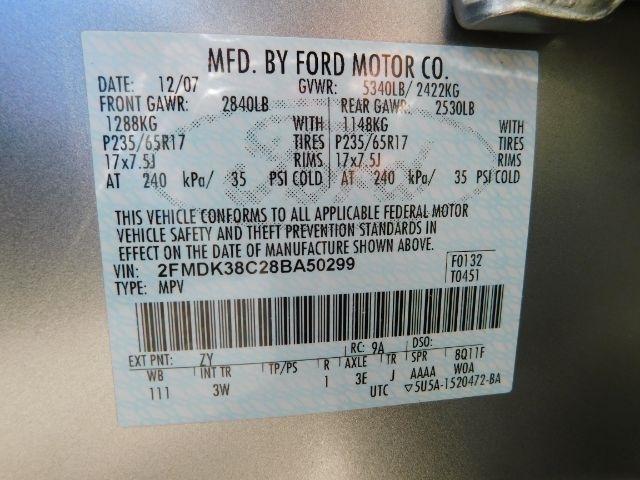 MFD. BY FORD MOTOR CO.
DATE: 12/07 GVWR: 5340LB/ 2422KG
FRONT GAWR: 2840LB REAR GAWR: 2530LB
1288KG WITH 1148KG WITH
P235/65R17 TIRES P235/65R17 TIRES
17x7.5J RIMS 17x7.5J RIMS
AT 240 kPa/ 35 PSI COLD AT 240 kPa/ 35 PSI COLD
THIS VEHICLE CONFORMS TO ALL APPLICABLE FEDERAL MOTOR
VEHICLE SAFETY AND THEFT PREVENTION STANDARDS IN
EFFECT ON THE DATE OF MANUFACTURE SHOWN ABOVE.
VIN: 2FMDK38C28BA50299 F0132
TYPE: MPV T0451
EXT PNT: ZY RC: 9A DSO:
WB INT TR TP/PS R AXLE TR SPR 8Q11F
111 3W 1 3E J AAAA W0A
UTC ▽5U5A-1520472-BA